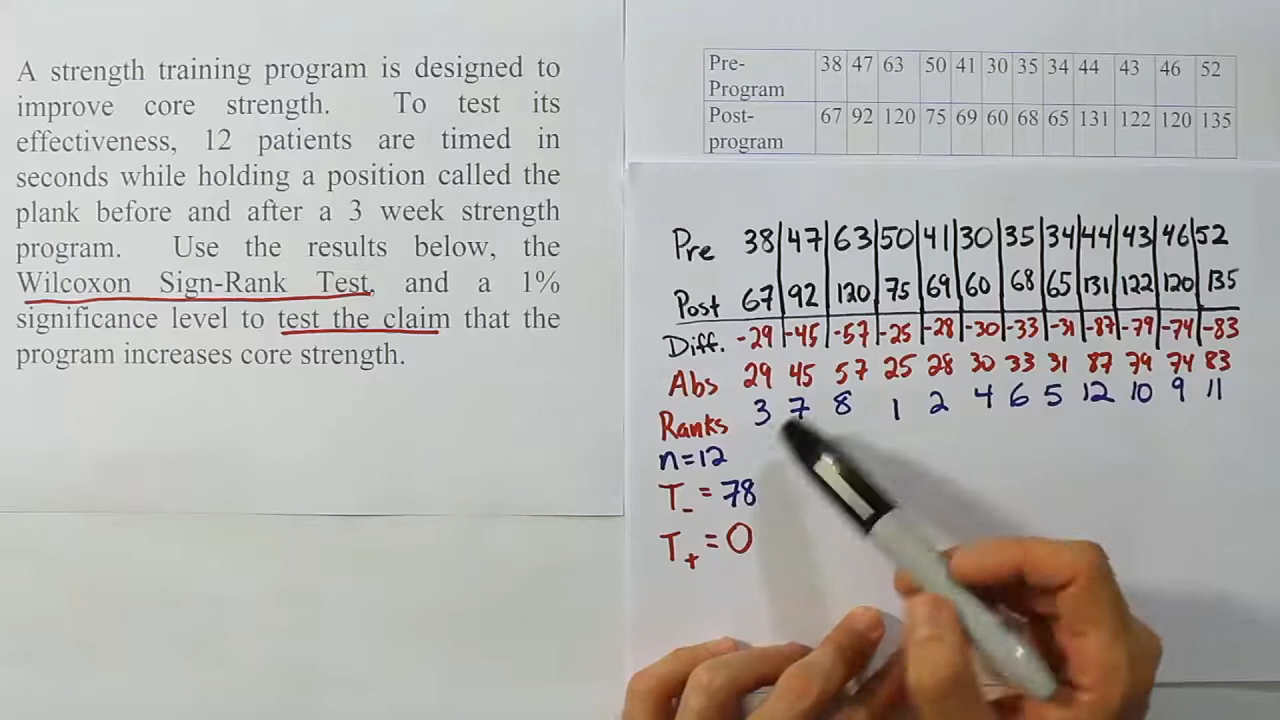 A strength training program is designed to
improve core strength. To test its
effectiveness, 12 patients are timed in
seconds while holding a position called the
plank before and after a 3 week strength
program. Use the results below, the
Wilcoxon Sign-Rank Test, and a 1%
significance level to test the claim that the
program increases core strength.
Pre-Program 38 47 63 50 41 30 35 34 44 43 46 52
Post-program 67 92 120 75 69 60 68 65 131 122 120 135
Pre 38 47 63 50 41 30 35 34 44 43 46 52
Post 67 92 120 75 69 60 68 65 131 122 120 135
Diff. -29 -45 -57 -25 -28 -30 -33 -31 -87 -79 -74 -83
Abs 29 45 57 25 28 30 33 31 87 79 74 83
Ranks 3 7 8 1 2 4 6 5 12 10 9 11
n=12
T- = 78
T+ = 0